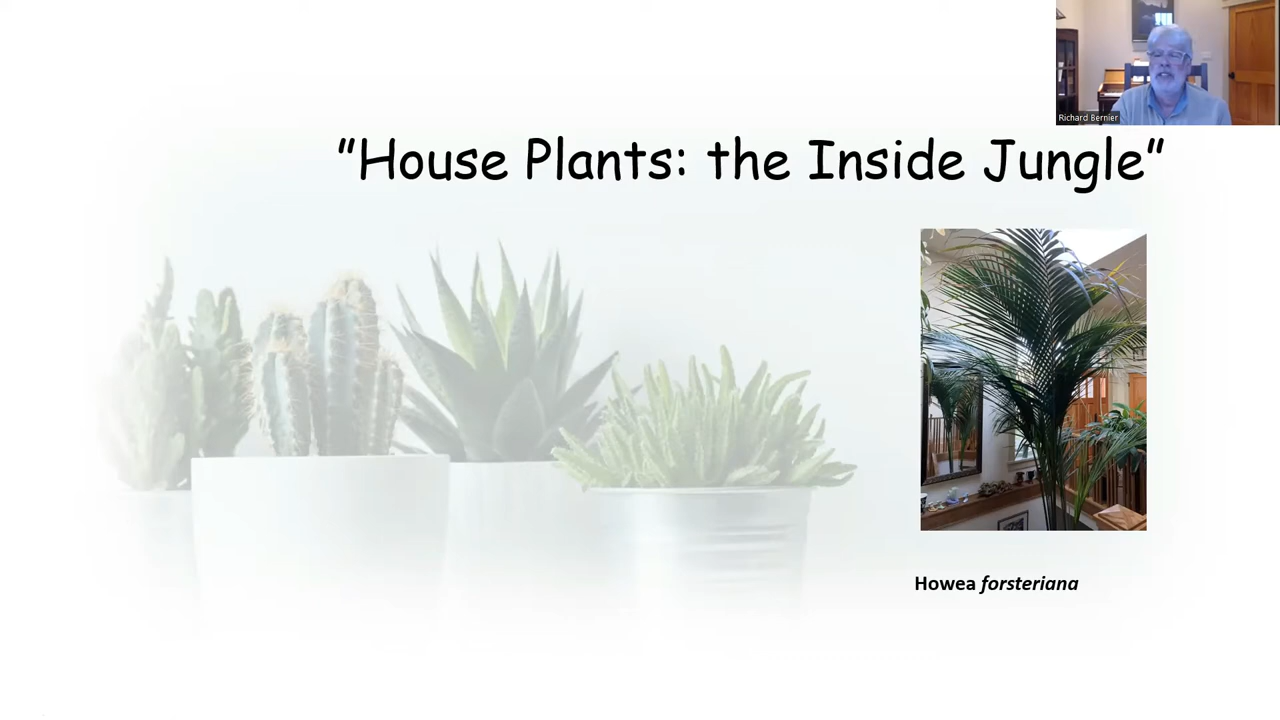 Richard Bernier
”House Plants: the Inside Jungle”
Howea forsteriana